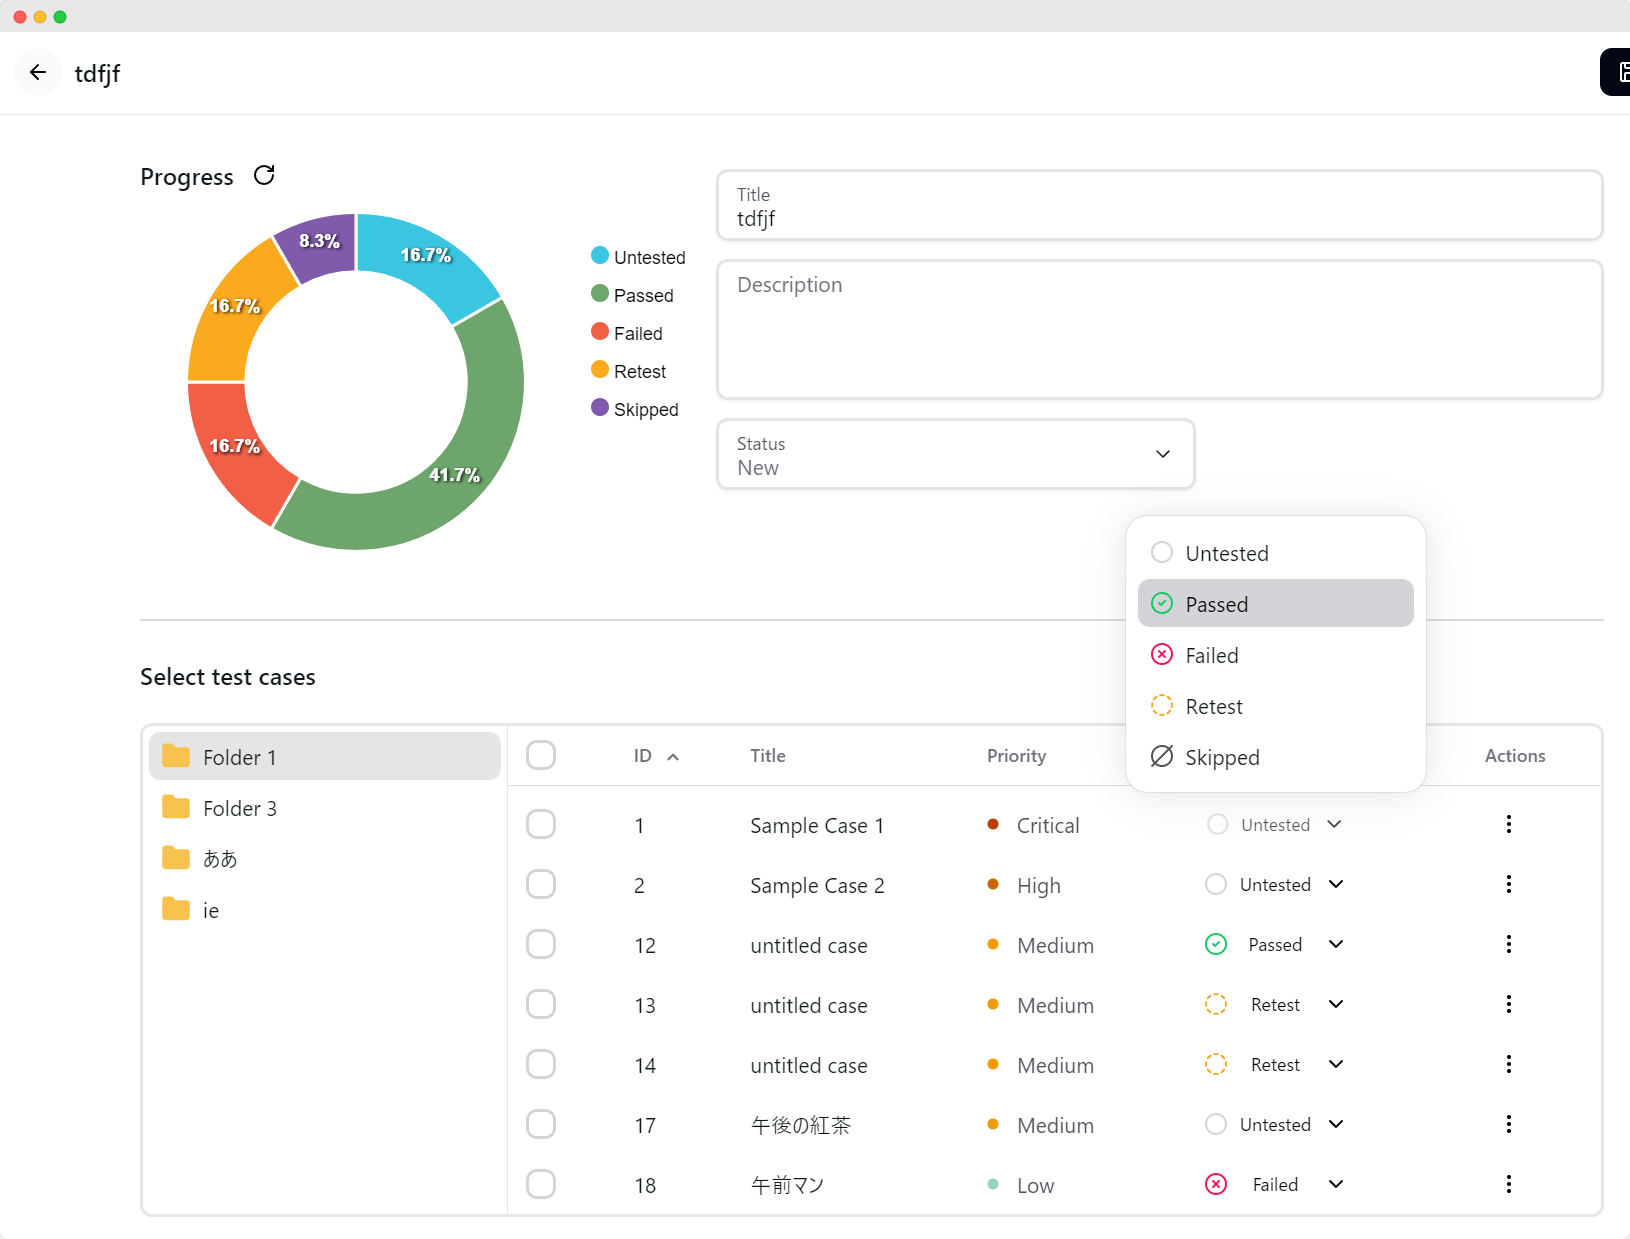 tdfjf
Progress
8.3%
16.7%
16.7%
16.7%
41.7%
Untested
Passed
Failed
Retest
Skipped
Title
tdfjf
Description
Status
New
Untested
Passed
Failed
Retest
Skipped
Select test cases
Folder 1
Folder 3
ああ
ie
ID Title Priority Actions
1 Sample Case 1 Critical Untested
2 Sample Case 2 High Untested
12 untitled case Medium Passed
13 untitled case Medium Retest
14 untitled case Medium Retest
17 午後の紅茶 Medium Untested
18 午前マン Low Failed